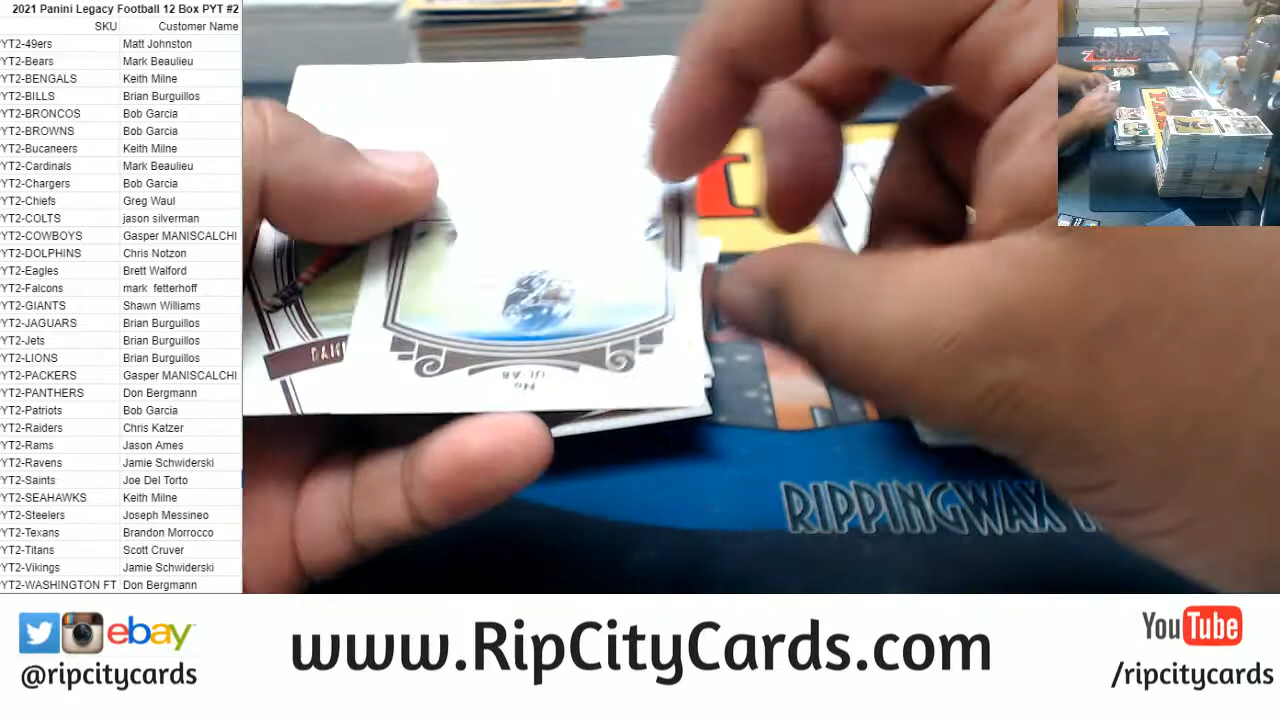 2021 Panini Legacy Football 12 Box PYT #2
SKU Customer Name
YT2-49ers Matt Johnston
YT2-Bears Mark Beaulieu
YT2-BENGALS Keith Milne
YT2-BILLS Brian Burguillos
YT2-BRONCOS Bob Garcia
YT2-BROWNS Bob Garcia
YT2-Bucaneers Keith Milne
YT2-Cardinals Mark Beaulieu
YT2-Chargers Bob Garcia
YT2-Chiefs Greg Waul
YT2-COLTS jason silverman
YT2-COWBOYS Gasper MANISCALCHI
YT2-DOLPHINS Chris Notzon
YT2-Eagles Brett Walford
YT2-Falcons mark fetterhoff
YT2-GIANTS Shawn Williams
YT2-JAGUARS Brian Burguillos
YT2-Jets Brian Burguillos
YT2-LIONS Brian Burguillos
YT2-PACKERS Gasper MANISCALCHI
YT2-PANTHERS Don Bergmann
YT2-Patriots Bob Garcia
YT2-Raiders Chris Katzer
YT2-Rams Jason Ames
YT2-Ravens Jamie Schwiderski
YT2-Saints Joe Del Torto
YT2-SEAHAWKS Keith Milne
YT2-Steelers Joseph Messineo
YT2-Texans Brandon Morrocco
YT2-Titans Scott Cruver
YT2-Vikings Jamie Schwiderski
YT2-WASHINGTON FT Don Bergmann
No.
UI-AB
RIPPINGWAX
ebay
@ripcitycards
www.RipCityCards.com
YouTube
/ripcitycards